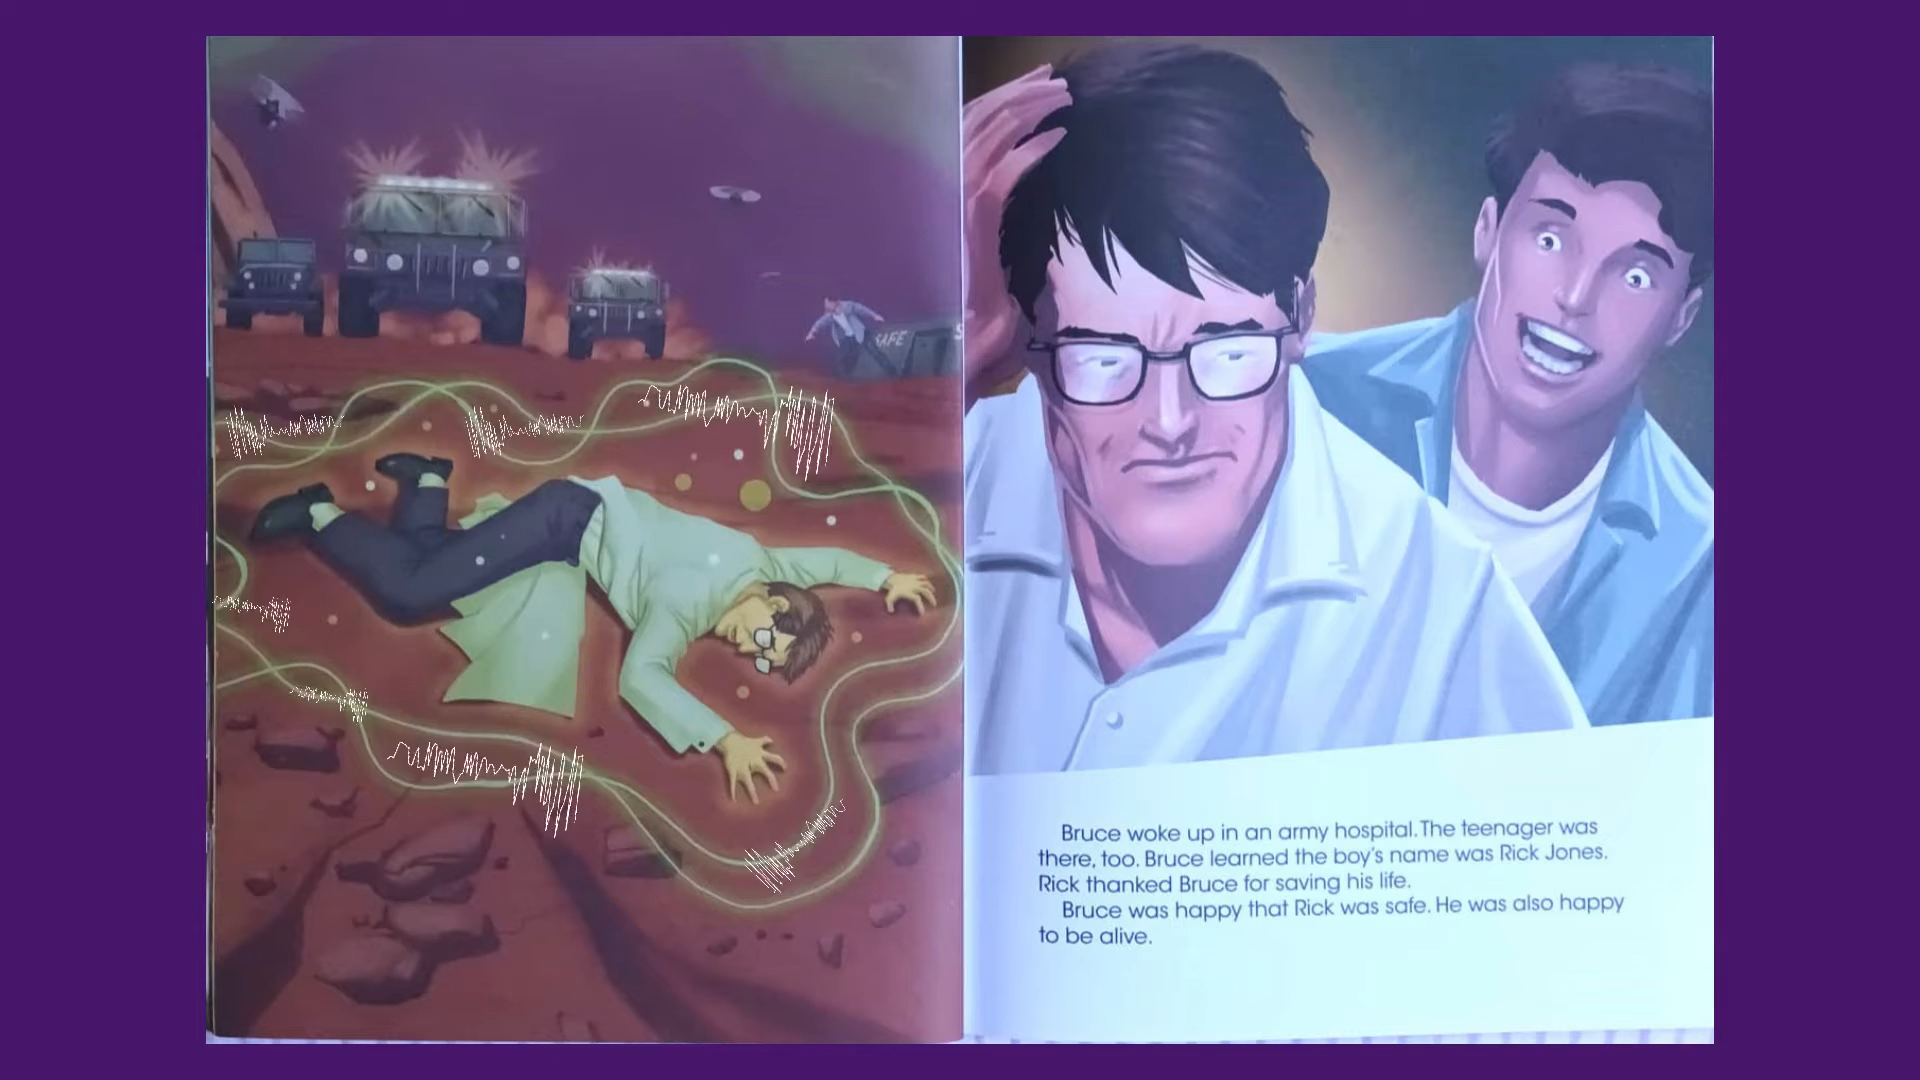 SAFE
Bruce woke up in an army hospital. The teenager was
there, too. Bruce learned the boy's name was Rick Jones.
Rick thanked Bruce for saving his life.
Bruce was happy that Rick was safe. He was also happy
to be alive.